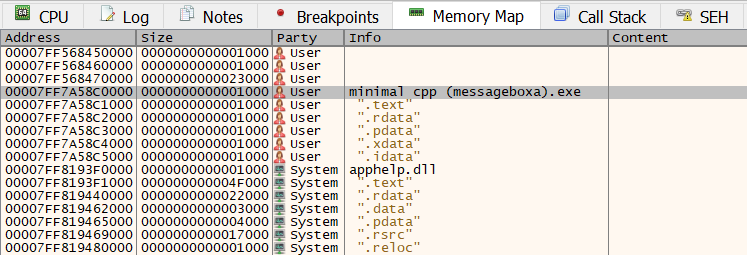 64 CPU Log Notes Breakpoints Memory Map Call Stack SEH
Address Size Party Info Content
00007FF568450000 0000000000001000 User
00007FF568460000 0000000000001000 User
00007FF568470000 0000000000023000 User
00007FF7A58C0000 0000000000001000 User minimal cpp (messageboxa).exe
00007FF7A58C1000 0000000000001000 User ".text"
00007FF7A58C2000 0000000000001000 User ".rdata"
00007FF7A58C3000 0000000000001000 User ".pdata"
00007FF7A58C4000 0000000000001000 User ".xdata"
00007FF7A58C5000 0000000000001000 User ".idata"
00007FF8193F0000 0000000000001000 System apphelp.dll
00007FF8193F1000 000000000004F000 System ".text"
00007FF819440000 0000000000022000 System ".rdata"
00007FF819462000 0000000000003000 System ".data"
00007FF819465000 0000000000004000 System ".pdata"
00007FF819469000 0000000000017000 System ".rsrc"
00007FF819480000 0000000000001000 System ".reloc"